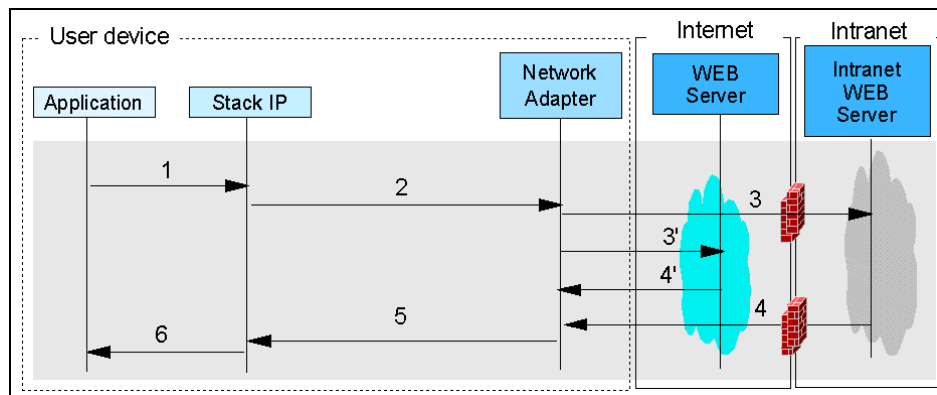 User device
Internet
Intranet
Application
Stack IP
Network
Adapter
WEB
Server
Intranet
WEB
Server
1
2
3
3'
4'
4
5
6